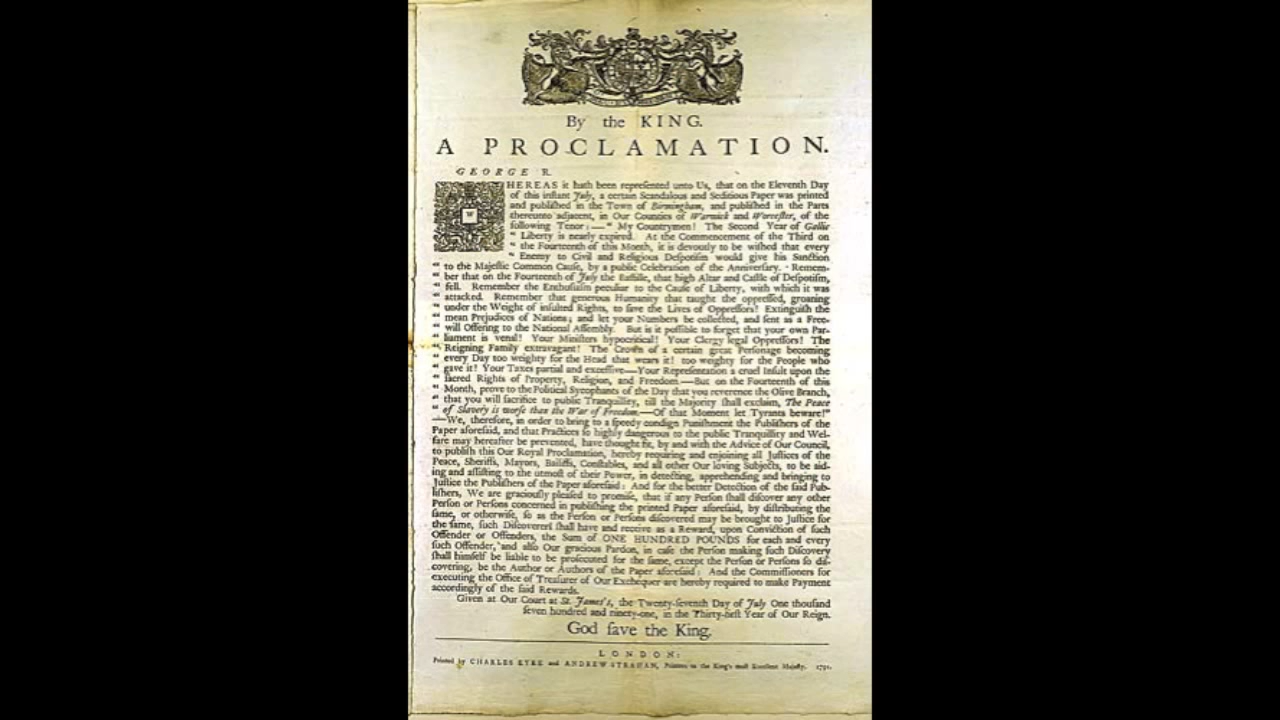 By the KING.
A PROCLAMATION.
GEORGE R.
WHEREAS it hath been repreſented unto Us, that on the Eleventh Day
of this inſtant July, a certain Scandalous and Seditious Paper was printed
and publiſhed in the Town of Birmingham, and publiſhed in the Parts
thereunto adjacent, in Our Counties of Warwick and Worceſter, of the
following Tenor:—" My Countrymen! The Second Year of Gallic
" Liberty is nearly expired. At the Commencement of the Third on
" the Fourteenth of this Month, it is devoutly to be wiſhed that every
" Enemy to Civil and Religious Deſpotiſm would give his Sanction
" to the Majeſtic Common Cauſe, by a public Celebration of the Anniverſary. Remem-
" ber that on the Fourteenth of July the Baſtille, that high Altar and Caſtle of Deſpotiſm,
" fell. Remember the Enthuſiaſm peculiar to the Cauſe of Liberty, with which it was
" attacked. Remember that generous Humanity that taught the oppreſſed, groaning
" under the Weight of inſulted Rights, to ſave the Lives of Oppreſſors! Extinguiſh the
" mean Prejudices of Nations; and let your Numbers be collected, and ſent as a Free-
" will Offering to the National Aſſembly. But is it poſſible to forget that your own Par-
" liament is venal! Your Miniſters hypocritical! Your Clergy legal Oppreſſors! The
" Reigning Family extravagant! The Crown of a certain great Perſonage becoming
" every Day too weighty for the Head that wears it! too weighty for the People who
" gave it! Your Taxes partial and exceſſive—Your Repreſentation a cruel Inſult upon the
" ſacred Rights of Property, Religion, and Freedom.—But on the Fourteenth of this
" Month, prove to the Political Sycophants of the Day that you reverence the Olive Branch,
" that you will ſacrifice to public Tranquillity, till the Majority ſhall exclaim, The Peace
" of Slavery is worſe than the War of Freedom.—Of that Moment let Tyrants beware!"
—We, therefore, in order to bring to a ſpeedy condign Puniſhment the Publiſhers of the
Paper aforeſaid, and that Practices ſo highly dangerous to the public Tranquillity and Wel-
fare may hereafter be prevented, have thought fit, by and with the Advice of Our Council,
to publiſh this Our Royal Proclamation, hereby requiring and enjoining all Juſtices of the
Peace, Sheriffs, Mayors, Bailiffs, Conſtables, and all other Our loving Subjects, to be aid-
ing and aſſiſting to the utmoſt of their Power, in detecting, apprehending and bringing to
Juſtice the Publiſhers of the Paper aforeſaid: And for the better Detection of the ſaid Pub-
liſhers, We are graciouſly pleaſed to promiſe, that if any Perſon ſhall diſcover any other
Perſon or Perſons concerned in publiſhing the printed Paper aforeſaid, by diſtributing the
ſame, or otherwiſe, ſo as the Perſon or Perſons diſcovered may be brought to Juſtice for
the ſame, ſuch Diſcoverers ſhall have and receive as a Reward, upon Conviction of ſuch
Offender or Offenders, the Sum of ONE HUNDRED POUNDS for each and every
ſuch Offender, and alſo Our gracious Pardon, in caſe the Perſon making ſuch Diſcovery
ſhall himſelf be liable to be proſecuted for the ſame, except the Perſon or Perſons ſo diſ-
covering, be the Author or Authors of the Paper aforeſaid: And the Commiſſioners for
executing the Office of Treaſurer of Our Exchequer are hereby required to make Payment
accordingly of the ſaid Rewards.
Given at Our Court at St. James's, the Twenty-ſeventh Day of July One thouſand
ſeven hundred and ninety-one, in the Thirty-firſt Year of Our Reign.
God ſave the King.
LONDON:
Printed by CHARLES EYRE and ANDREW STRAHAN, Printers to the King's moſt Excellent Majeſty. 1791.